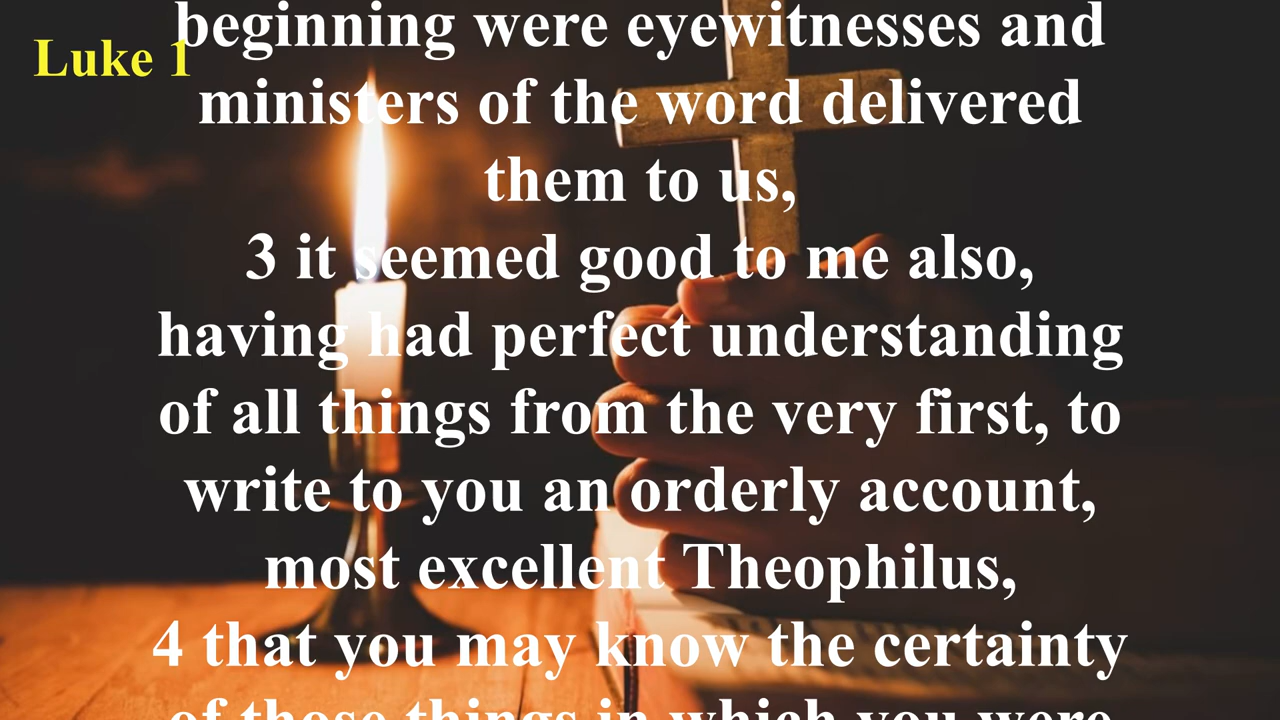 Luke 1
beginning were eyewitnesses and
ministers of the word delivered
them to us,
3 it seemed good to me also,
having had perfect understanding
of all things from the very first, to
write to you an orderly account,
most excellent Theophilus,
4 that you may know the certainty
of those things in which you were